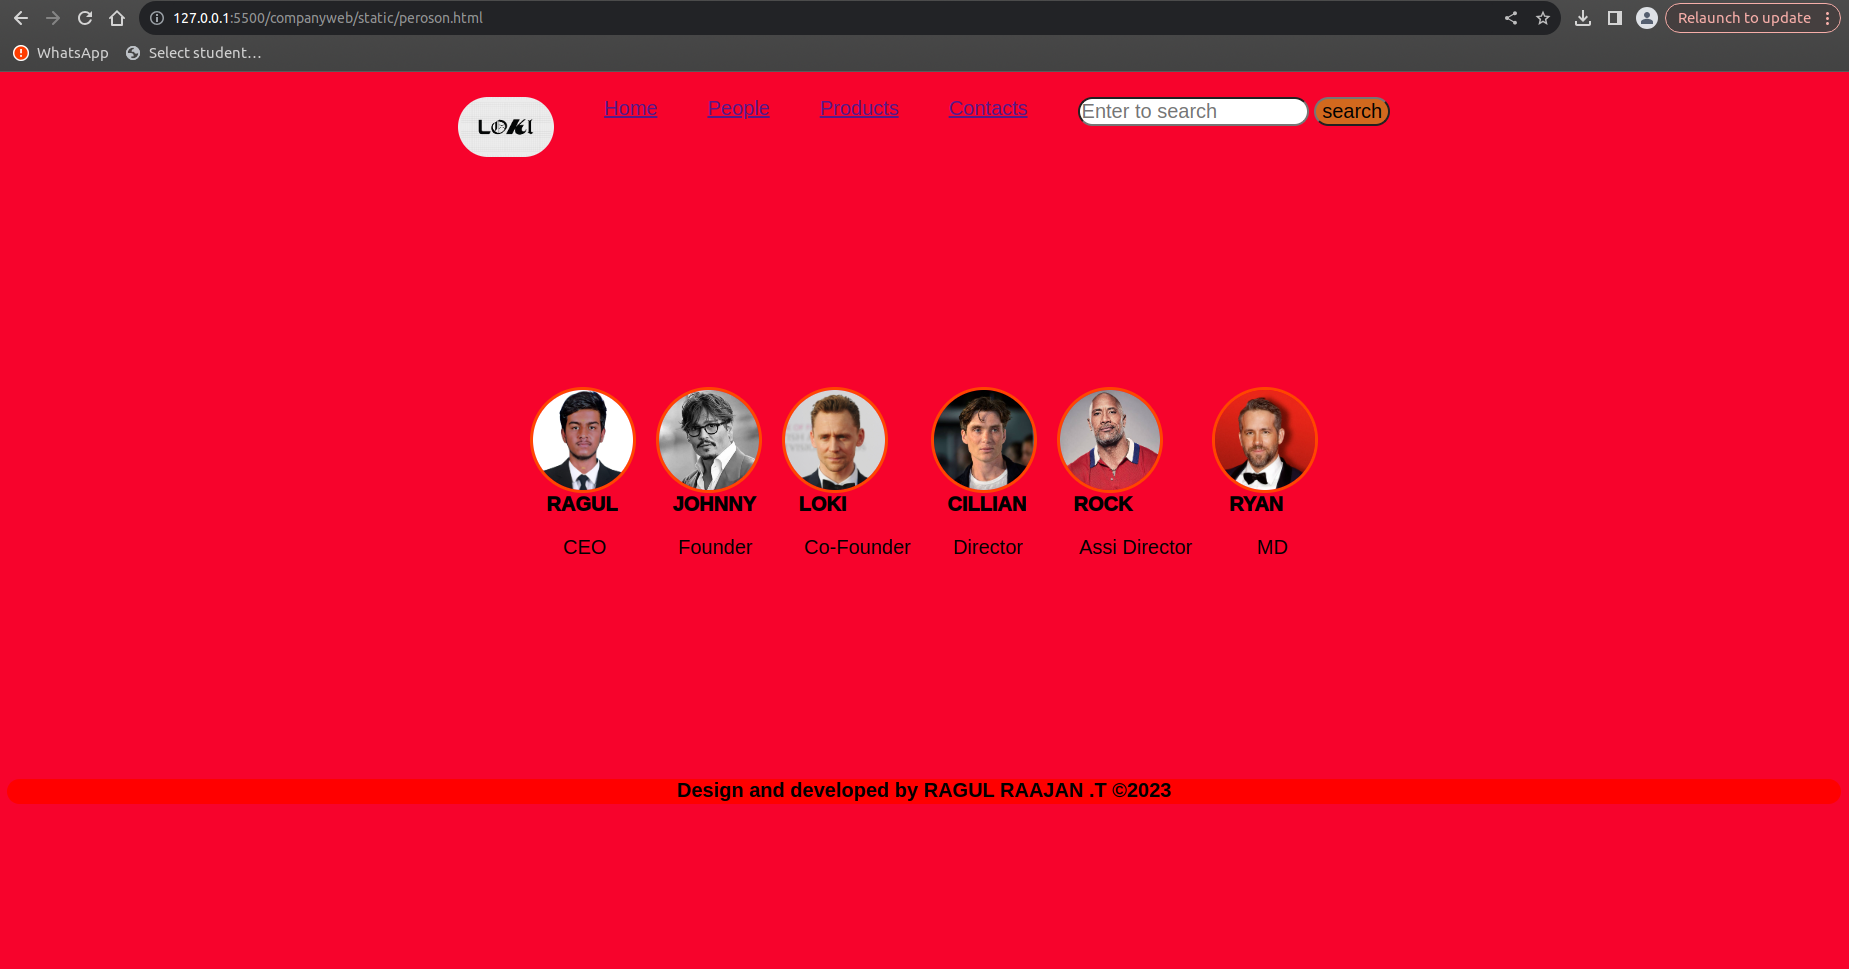 127.0.0.1:5500/companyweb/static/peroson.html
Relaunch to update
WhatsApp
Select student…
LOKI
Home People Products Contacts Enter to search search
RAGUL JOHNNY LOKI CILLIAN ROCK RYAN
CEO Founder Co-Founder Director Assi Director MD
Design and developed by RAGUL RAAJAN .T ©2023